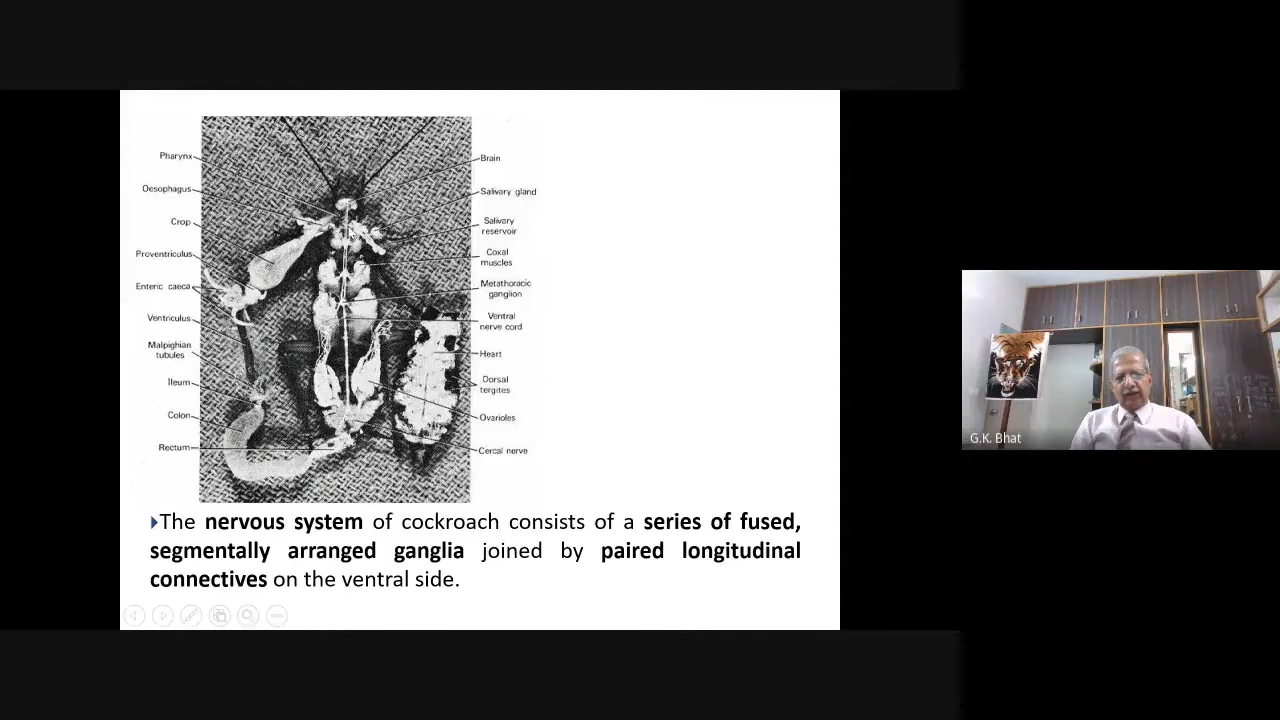 Pharynx
Oesophagus
Crop
Proventriculus
Enteric caeca
Ventriculus
Malpighian
tubules
Ileum
Colon
Rectum
Brain
Salivary gland
Salivary
reservoir
Coxal
muscles
Metathoracic
ganglion
Ventral
nerve cord
Heart
Dorsal
tergites
Ovarioles
Cercal nerve
The nervous system of cockroach consists of a series of fused,
segmentally arranged ganglia joined by paired longitudinal
connectives on the ventral side.
G.K. Bhat